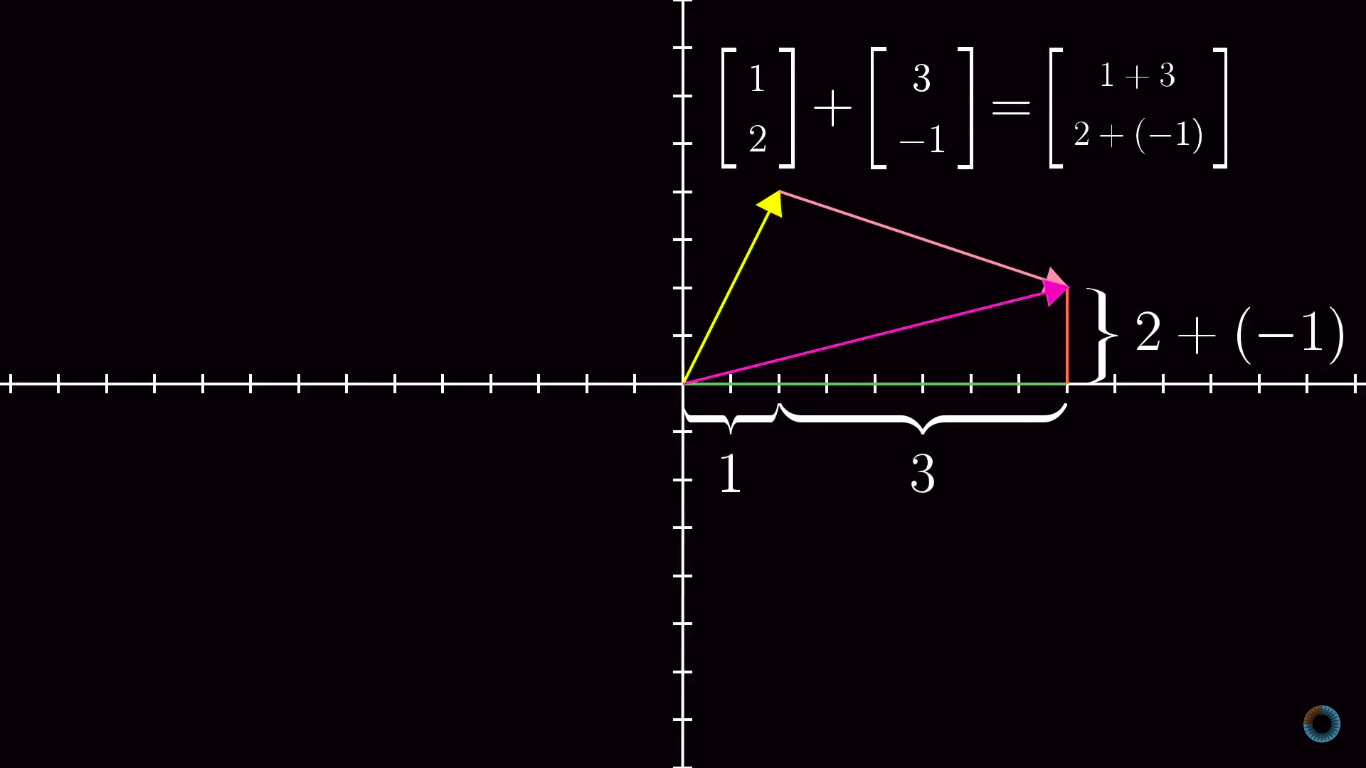 [1 2] + [3 −1] = [1 + 3 2 + (−1)]
} 2 + (−1)
1 3